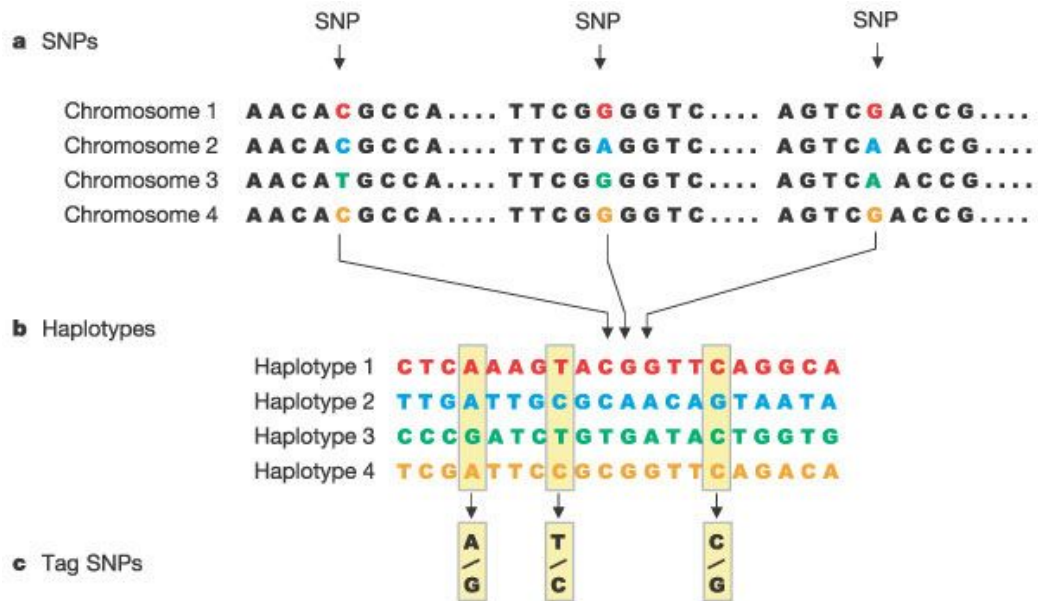 SNP SNP SNP
a SNPs
Chromosome 1 AACACGCCA.... TTCGGGGTC.... AGTCGACCG....
Chromosome 2 AACACGCCA.... TTCGAGGTC.... AGTCAACCG....
Chromosome 3 AACATGCCA.... TTCGGGGTC.... AGTCAACCG....
Chromosome 4 AACACGCCA.... TTCGGGGTC.... AGTCGACCG....
b Haplotypes
Haplotype 1 CTCAAAGTACGGTTCAGGCA
Haplotype 2 TTGATTGCGCAACAGTAATA
Haplotype 3 CCCGATCTGTGATACTGGTG
Haplotype 4 TCGATTCCGCGGTTCAGACA
A/G T/C C/G
c Tag SNPs